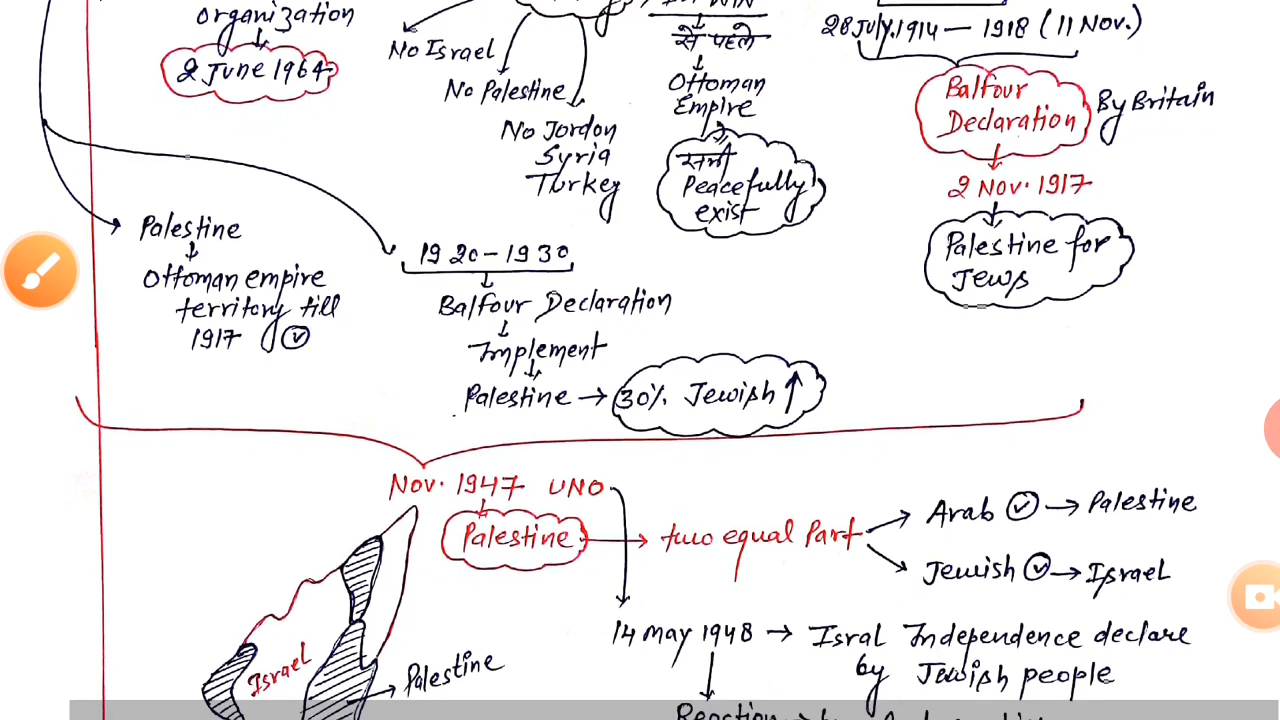 organization
2 June 1964
No Israel
No Palestine
No Jordon
Syria
Turkey
से पहले
Ottoman
Empire
सभी
Peacefully
exist
28 July.1914 — 1918 (11 Nov.)
Balfour
Declaration
By Britain
2 Nov. 1917
Palestine for
Jews
Palestine
Ottoman empire
territory till
1917
1920-1930
Balfour Declaration
Implement
Palestine → 30% Jewish ↑
Nov. 1947 UNO
Palestine → two equal Part
Arab → Palestine
Jewish → Israel
14 may 1948 → Isral Independence declare
by Jewish people
Israel
Palestine
Reaction